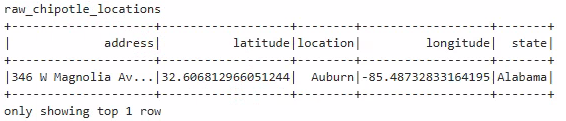 raw_chipotle_locations
+--------------------+------------------+--------+------------------+-------+
|             address|          latitude|location|         longitude|  state|
+--------------------+------------------+--------+------------------+-------+
|346 W Magnolia Av...|32.606812966051244|  Auburn|-85.48732833164195|Alabama|
+--------------------+------------------+--------+------------------+-------+
only showing top 1 row